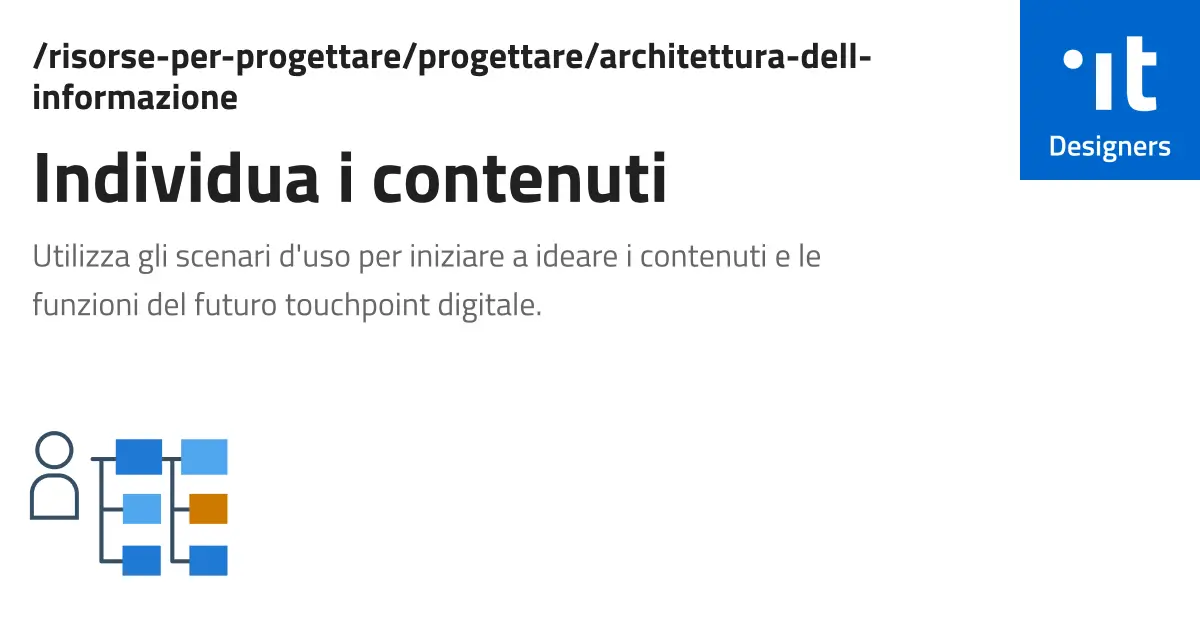 /risorse-per-progettare/progettare/architettura-dell-
informazione
Individua i contenuti
Utilizza gli scenari d'uso per iniziare a ideare i contenuti e le
funzioni del futuro touchpoint digitale.
it
Designers